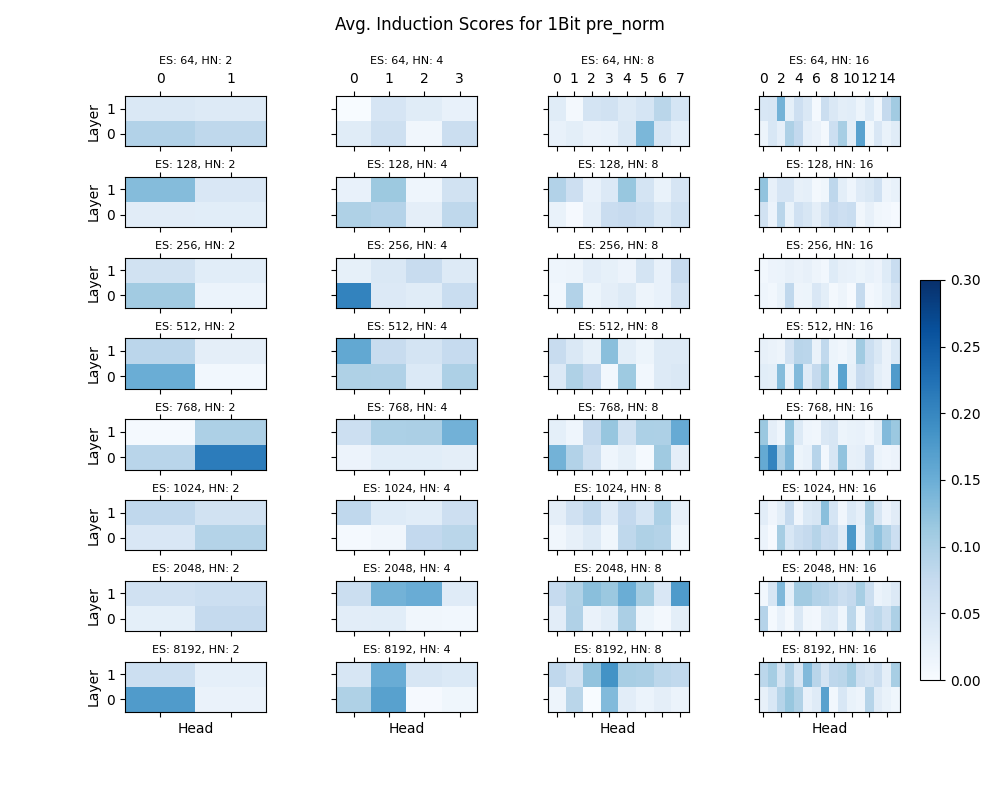 Avg. Induction Scores for 1Bit pre_norm
ES: 64, HN: 2 ES: 64, HN: 4 ES: 64, HN: 8 ES: 64, HN: 16
0 1 0 1 2 3 0 1 2 3 4 5 6 7 0 2 4 6 8 10 12 14
1
Layer
0
ES: 128, HN: 2 ES: 128, HN: 4 ES: 128, HN: 8 ES: 128, HN: 16
1
Layer
0
ES: 256, HN: 2 ES: 256, HN: 4 ES: 256, HN: 8 ES: 256, HN: 16
1
Layer
0
0.30
ES: 512, HN: 2 ES: 512, HN: 4 ES: 512, HN: 8 ES: 512, HN: 16
1
Layer
0
0.25
ES: 768, HN: 2 ES: 768, HN: 4 ES: 768, HN: 8 ES: 768, HN: 16
0.20
1
Layer
0
ES: 1024, HN: 2 ES: 1024, HN: 4 ES: 1024, HN: 8 ES: 1024, HN: 16
0.15
1
Layer
0
0.10
ES: 2048, HN: 2 ES: 2048, HN: 4 ES: 2048, HN: 8 ES: 2048, HN: 16
1
Layer
0
0.05
ES: 8192, HN: 2 ES: 8192, HN: 4 ES: 8192, HN: 8 ES: 8192, HN: 16
1
Layer
0
0.00
Head Head Head Head